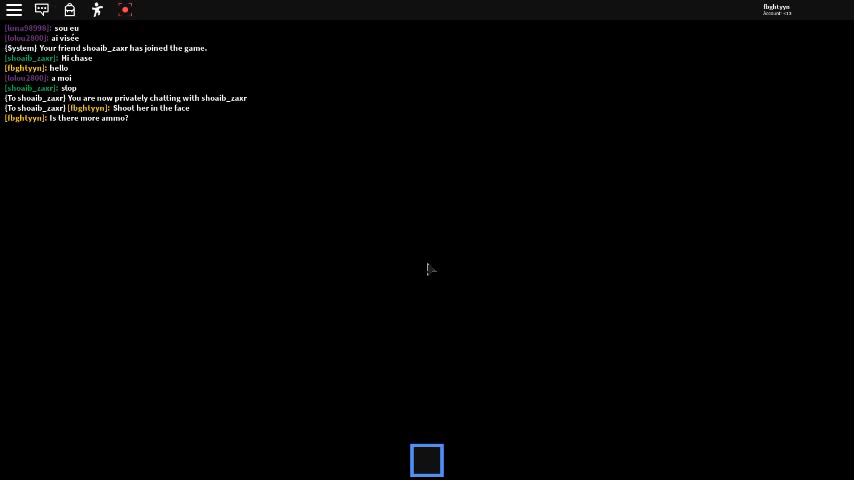 fbghtyyn
Account: <13
[luna98998]: sou eu
[lolou2800]: ai visée
{System} Your friend shoaib_zaxr has joined the game.
[shoaib_zaxr]: Hi chase
[fbghtyyn]: hello
[lolou2800]: a moi
[shoaib_zaxr]: stop
{To shoaib_zaxr} You are now privately chatting with shoaib_zaxr
{To shoaib_zaxr} [fbghtyyn]: Shoot her in the face
[fbghtyyn]: Is there more ammo?